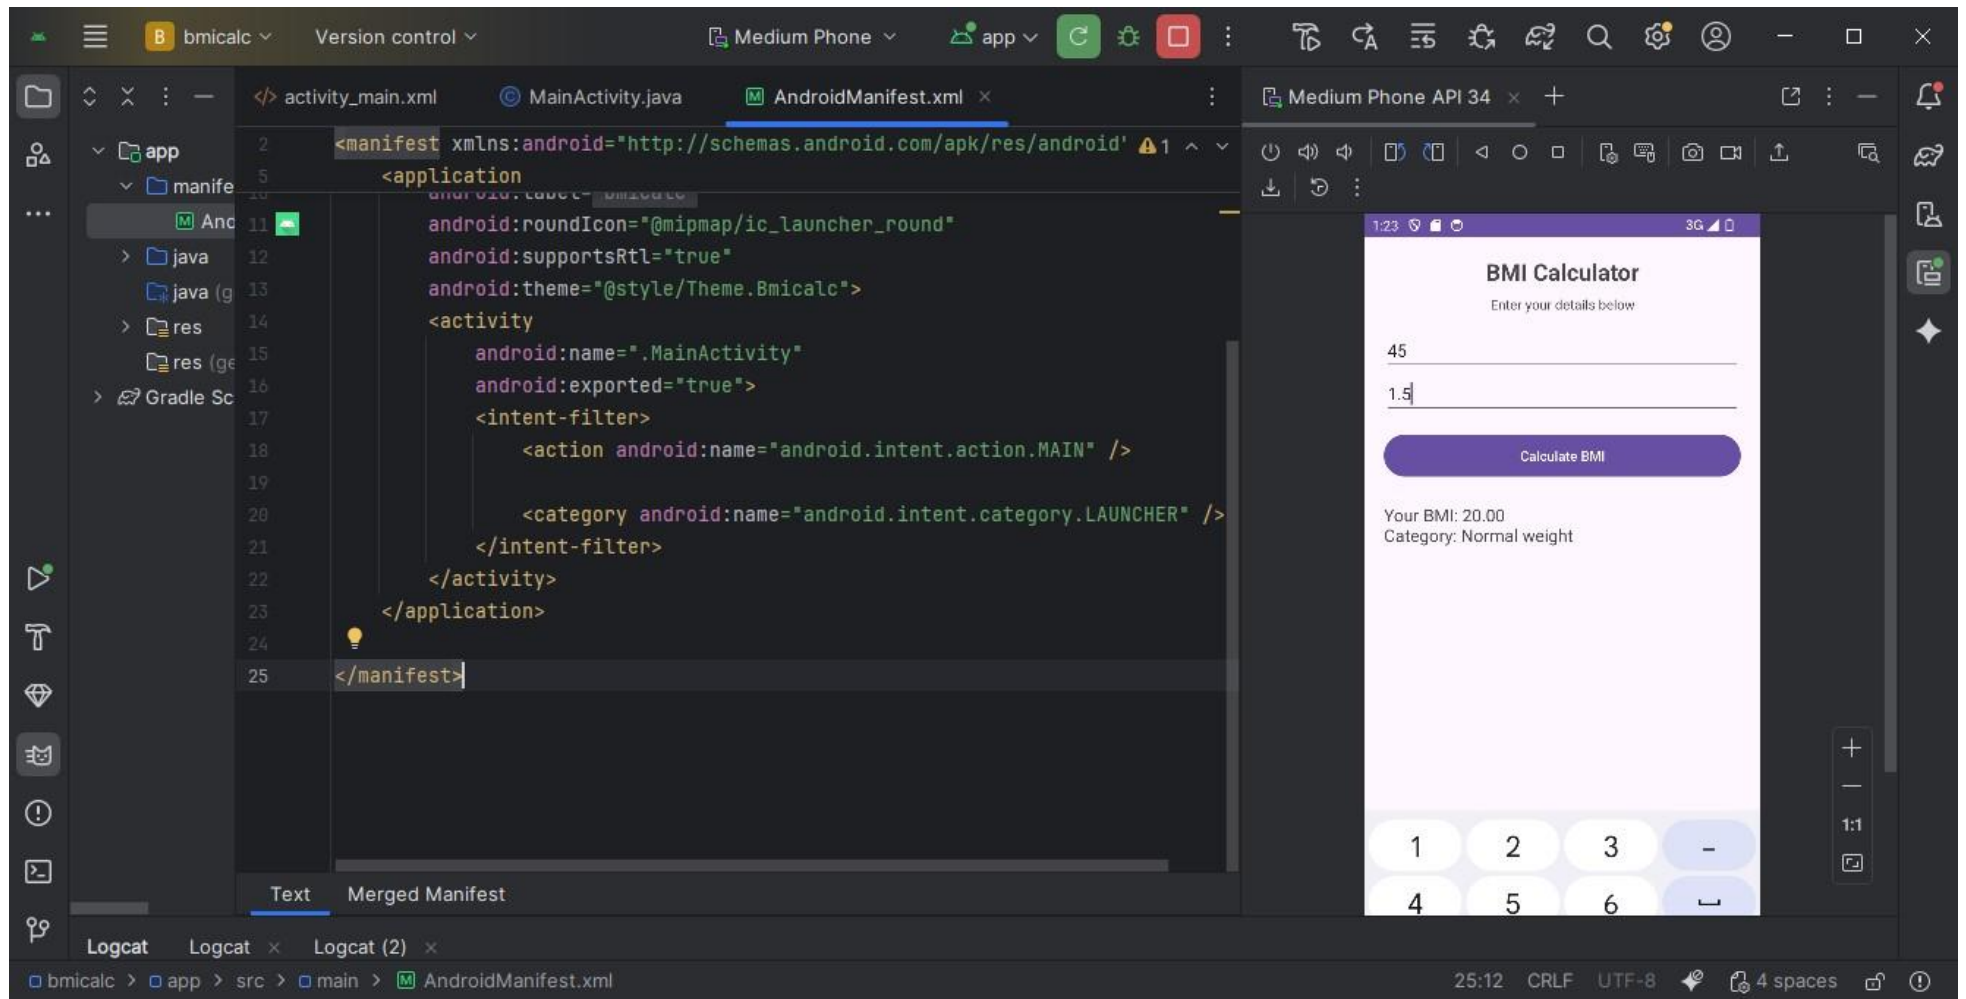 B bmicalc Version control Medium Phone app
activity_main.xml MainActivity.java AndroidManifest.xml Medium Phone API 34
app
manife
And
java
java (g
res
res (ge
Gradle Sc
2 <manifest xmlns:android="http://schemas.android.com/apk/res/android" 1
5 <application
10 android:label="bmicalc"
11 android:roundIcon="@mipmap/ic_launcher_round"
12 android:supportsRtl="true"
13 android:theme="@style/Theme.Bmicalc">
14 <activity
15 android:name=".MainActivity"
16 android:exported="true">
17 <intent-filter>
18 <action android:name="android.intent.action.MAIN" />
19
20 <category android:name="android.intent.category.LAUNCHER" />
21 </intent-filter>
22 </activity>
23 </application>
24
25 </manifest>
Text Merged Manifest
1:23 3G
BMI Calculator
Enter your details below
45
1.5
Calculate BMI
Your BMI: 20.00
Category: Normal weight
1 2 3 -
4 5 6
1:1
Logcat Logcat Logcat (2)
bmicalc > app > src > main > AndroidManifest.xml 25:12 CRLF UTF-8 4 spaces